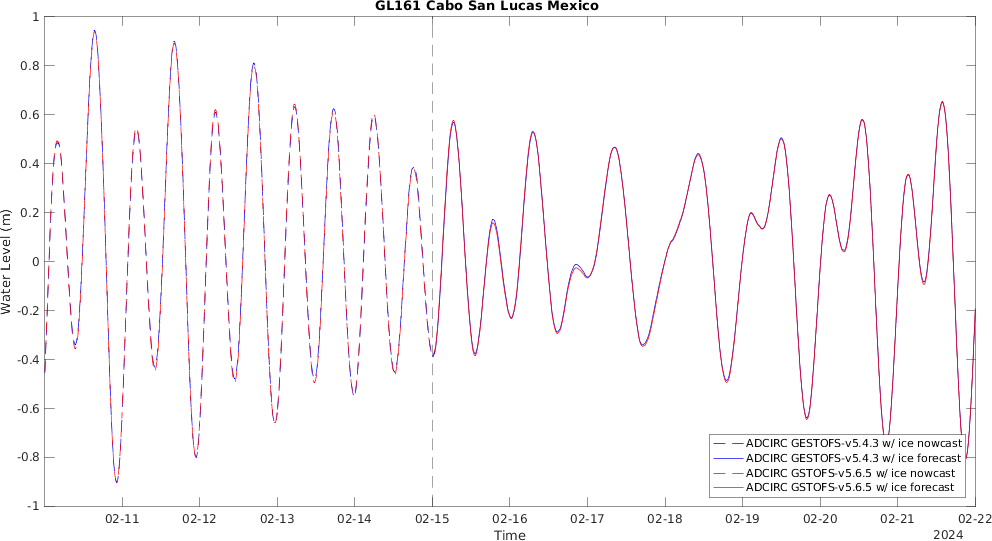 GL161 Cabo San Lucas Mexico
1
0.8
0.6
0.4
0.2
0
-0.2
-0.4
-0.6
-0.8
-1
Water Level (m)
ADCIRC GESTOFS-v5.4.3 w/ ice nowcast
ADCIRC GESTOFS-v5.4.3 w/ ice forecast
ADCIRC GSTOFS-v5.6.5 w/ ice nowcast
ADCIRC GSTOFS-v5.6.5 w/ ice forecast
02-11 02-12 02-13 02-14 02-15 02-16 02-17 02-18 02-19 02-20 02-21 02-22
Time 2024